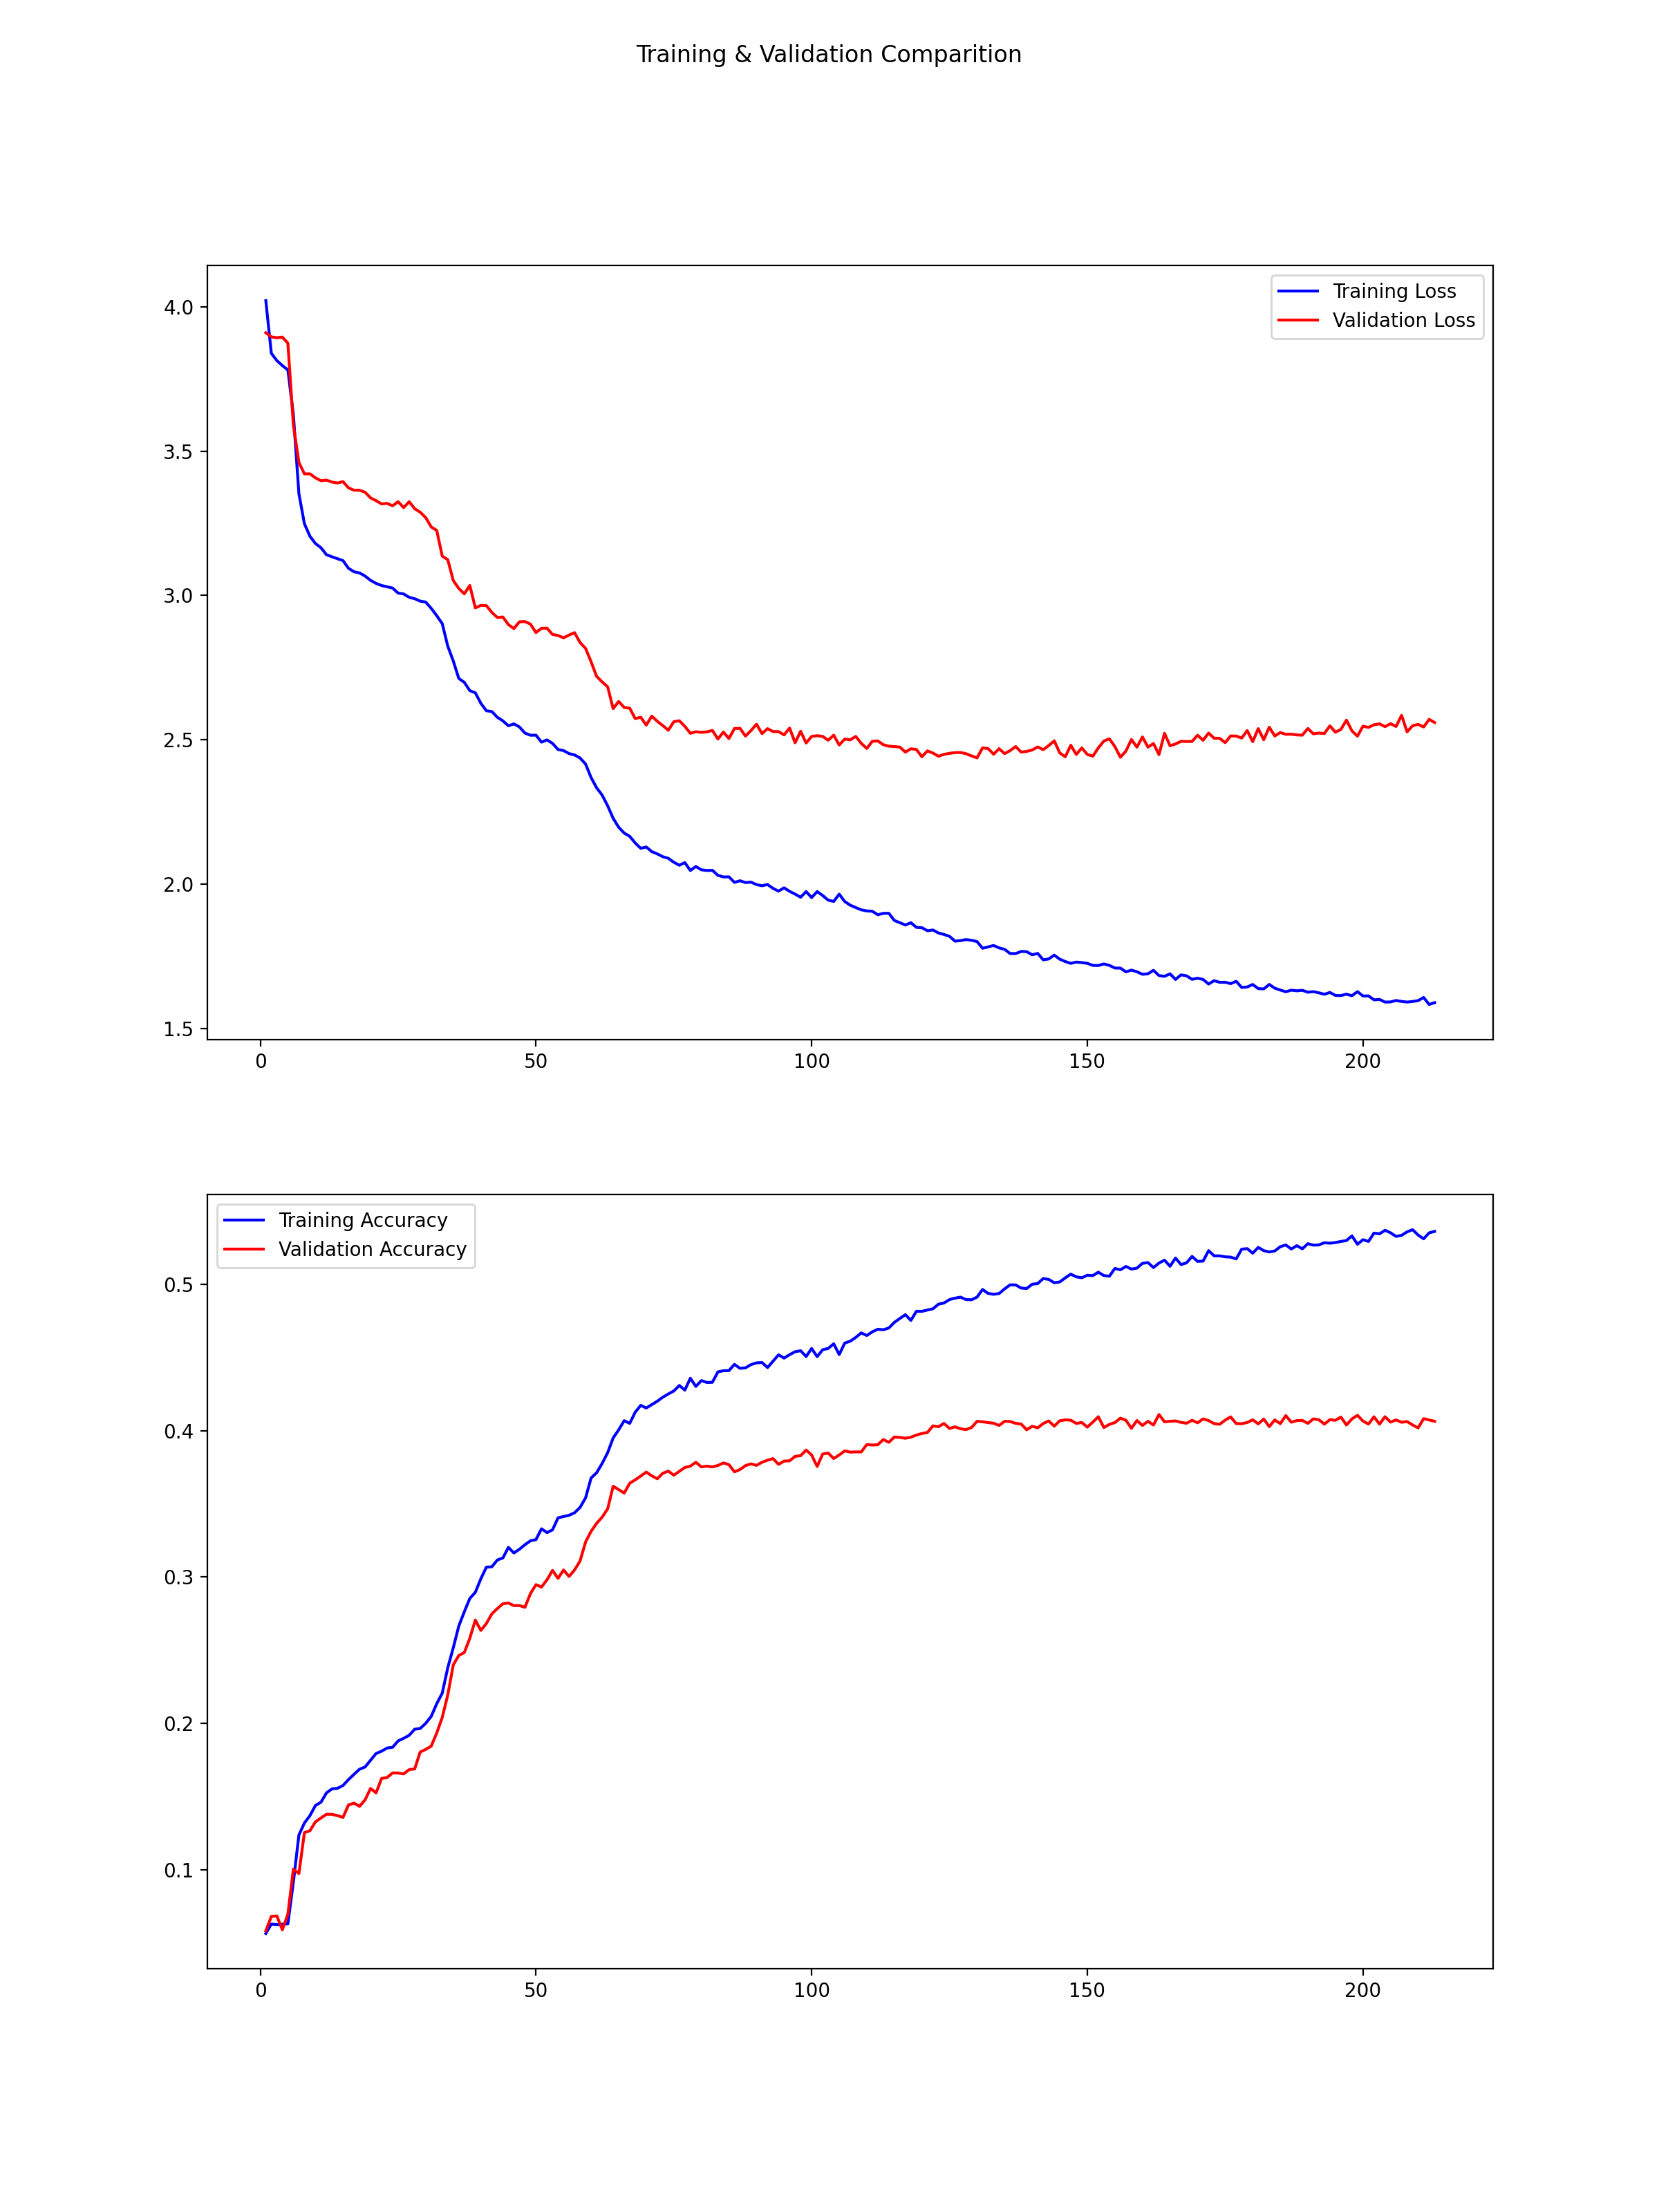 Training & Validation Comparition
Training Loss
Validation Loss
4.0
3.5
3.0
2.5
2.0
1.5
0 50 100 150 200
Training Accuracy
Validation Accuracy
0.5
0.4
0.3
0.2
0.1
0 50 100 150 200